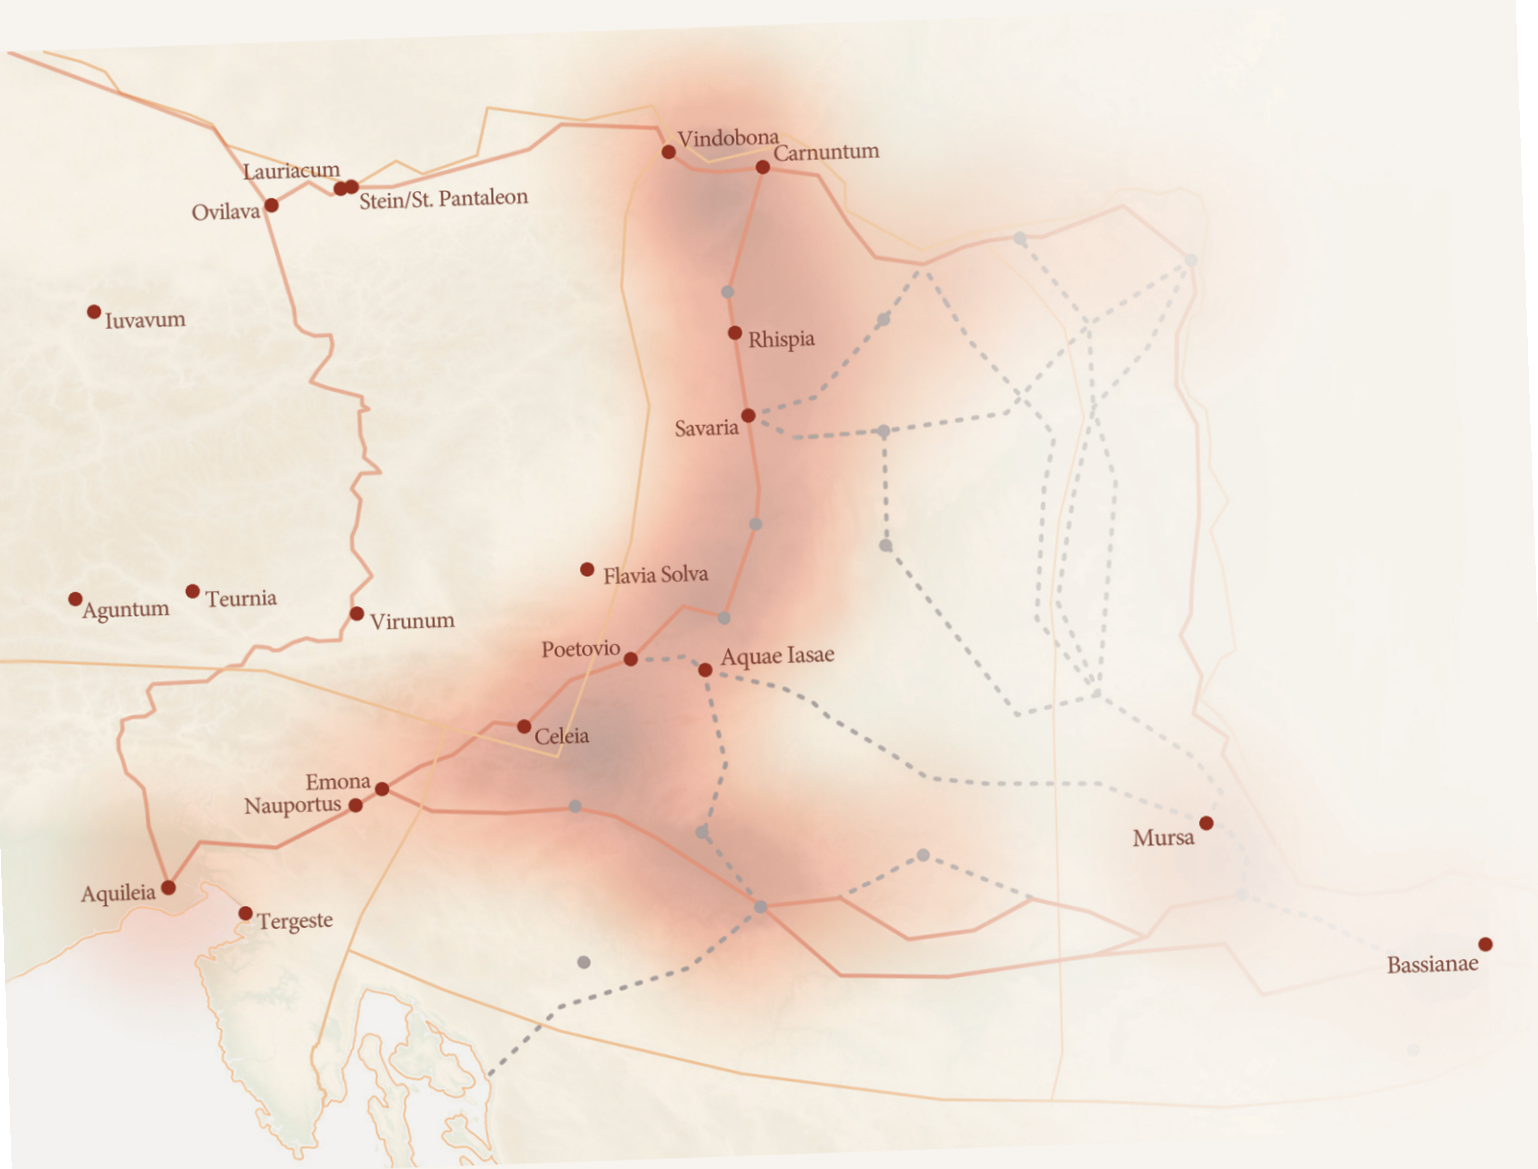 Vindobona
Carnuntum
Lauriacum
Stein/St. Pantaleon
Ovilava
Iuvavum
Rhispia
Savaria
Flavia Solva
Teurnia
Aguntum
Virunum
Poetovio
Aquae Iasae
Celeia
Emona
Nauportus
Mursa
Aquileia
Tergeste
Bassianae